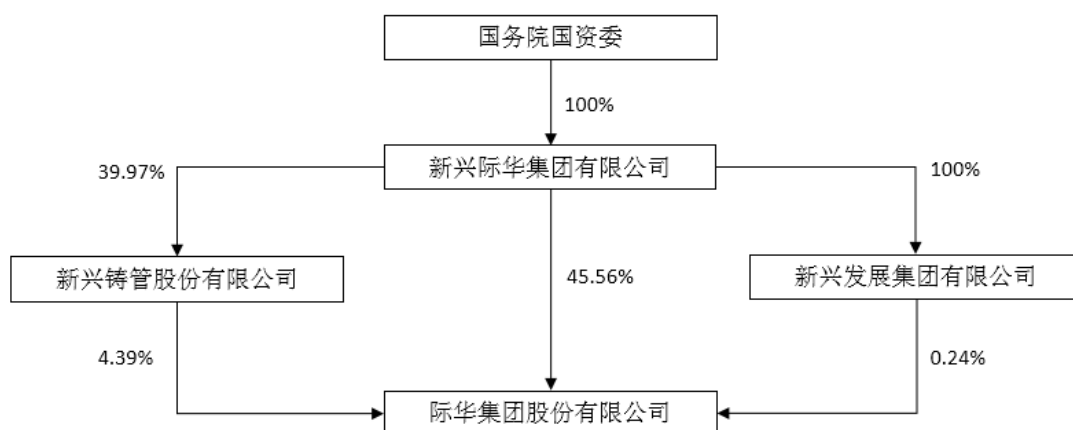 国务院国资委
100%
新兴际华集团有限公司
39.97%
100%
新兴铸管股份有限公司
45.56%
新兴发展集团有限公司
4.39%
0.24%
际华集团股份有限公司